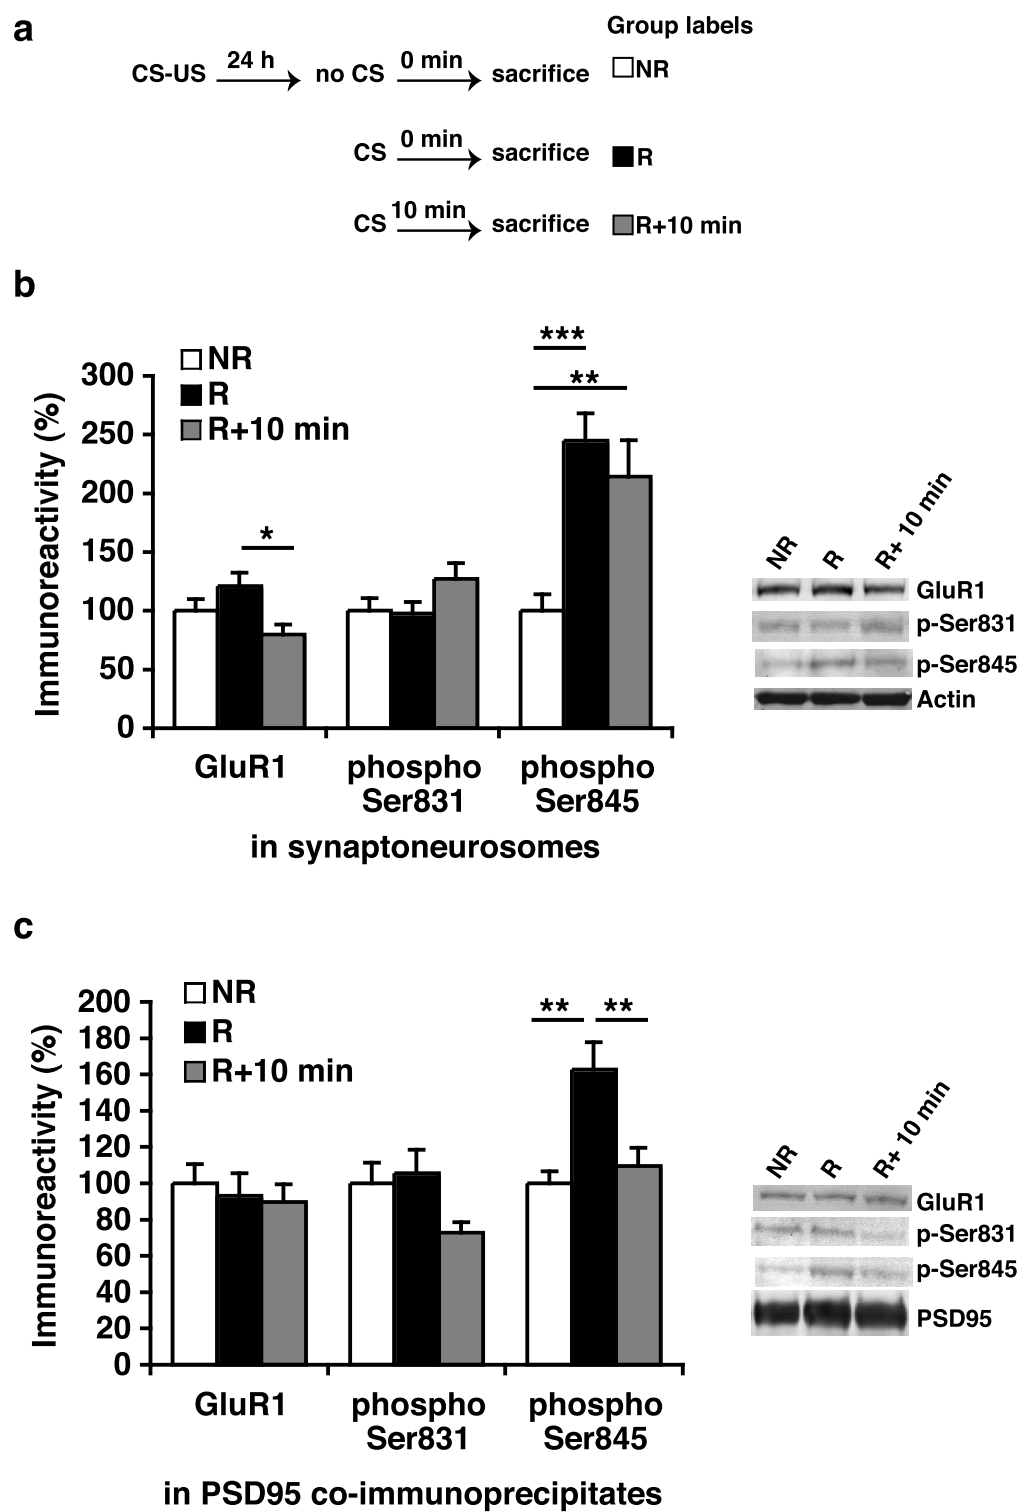 a
Group labels
CS-US 24 h no CS 0 min sacrifice NR
CS 0 min sacrifice R
CS 10 min sacrifice R+10 min
b
Immunoreactivity (%)
300
250
200
150
100
50
0
NR
R
R+10 min
*
***
**
GluR1
phospho
Ser831
phospho
Ser845
in synaptoneurosomes
NR
R
R+ 10 min
GluR1
p-Ser831
p-Ser845
Actin
c
Immunoreactivity (%)
200
180
160
140
120
100
80
60
40
20
0
NR
R
R+10 min
** **
GluR1
phospho
Ser831
phospho
Ser845
in PSD95 co-immunoprecipitates
NR
R
R+ 10 min
GluR1
p-Ser831
p-Ser845
PSD95